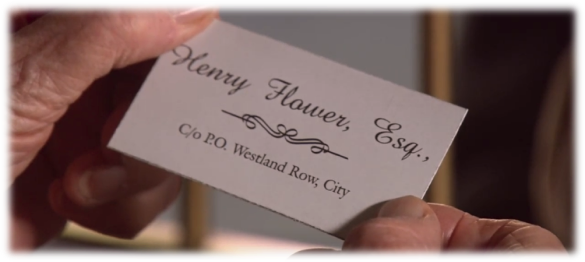 Henry Flower, Esq.,
C/o P.O. Westland Row, City